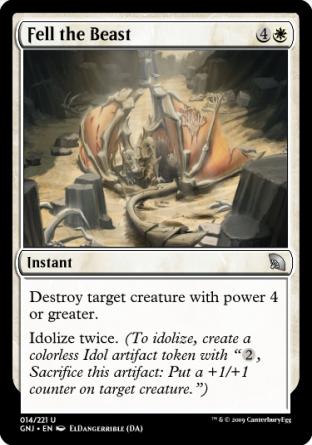 Fell the Beast 4
Instant
Destroy target creature with power 4
or greater.
Idolize twice. (To idolize, create a
colorless Idol artifact token with “2,
Sacrifice this artifact: Put a +1/+1
counter on target creature.”)
014/221 U
GNJ • EN ElDangerrible (DA)
™ & © 2019 CanterburyEgg